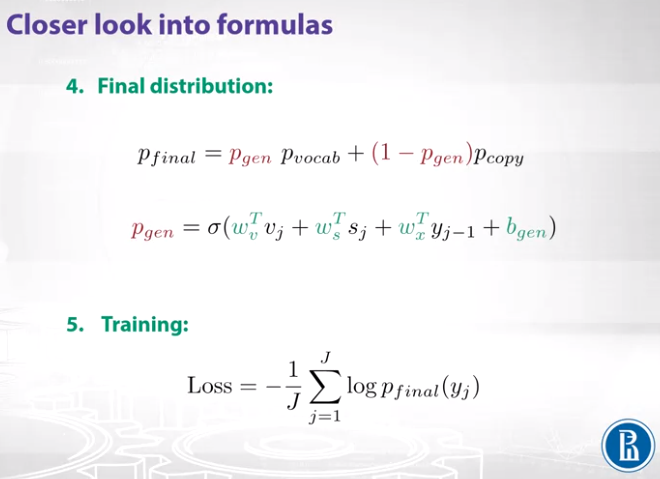 Closer look into formulas
4. Final distribution:
p_{final} = p_{gen} p_{vocab} + (1 − p_{gen})p_{copy}
p_{gen} = σ(w_v^T v_j + w_s^T s_j + w_x^T y_{j−1} + b_{gen})
5. Training:
Loss = −\frac{1}{J} \sum_{j=1}^{J} log p_{final}(y_j)